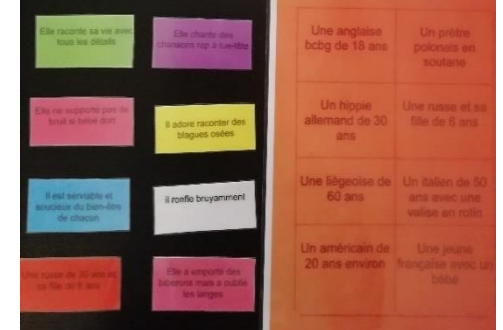 Elle raconte sa vie avec
tous les détails
Elle chante des
chansons rap à tue-tête
Elle ne supporte pas de
bruit si bébé dort
Il adore raconter des
blagues osées
Il est serviable et
soucieux du bien-être
de chacun
il ronfle bruyamment
Une russe de 30 ans et
sa fille de 6 ans
Elle a emporté des
biberons mais a oublié
les langes
Une anglaise
bcbg de 18 ans
Un prêtre
polonais en
soutane
Un hippie
allemand de 30
ans
Une russe et sa
fille de 6 ans
Une liégeoise de
60 ans
Un italien de 50
ans avec une
valise en rotin
Un américain de
20 ans environ
Une jeune
française avec un
bébé